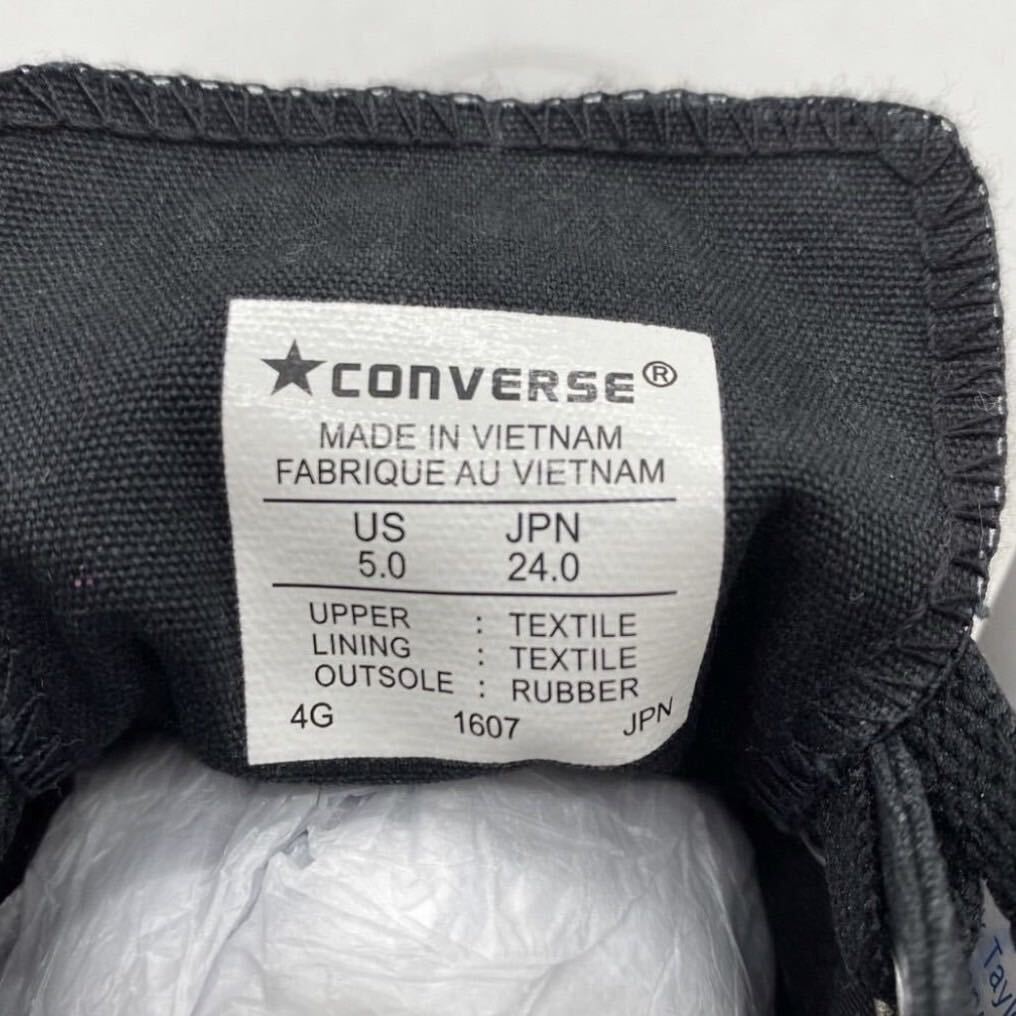 ★CONVERSE®
MADE IN VIETNAM
FABRIQUE AU VIETNAM
US JPN
5.0 24.0
UPPER : TEXTILE
LINING : TEXTILE
OUTSOLE : RUBBER
4G 1607 JPN